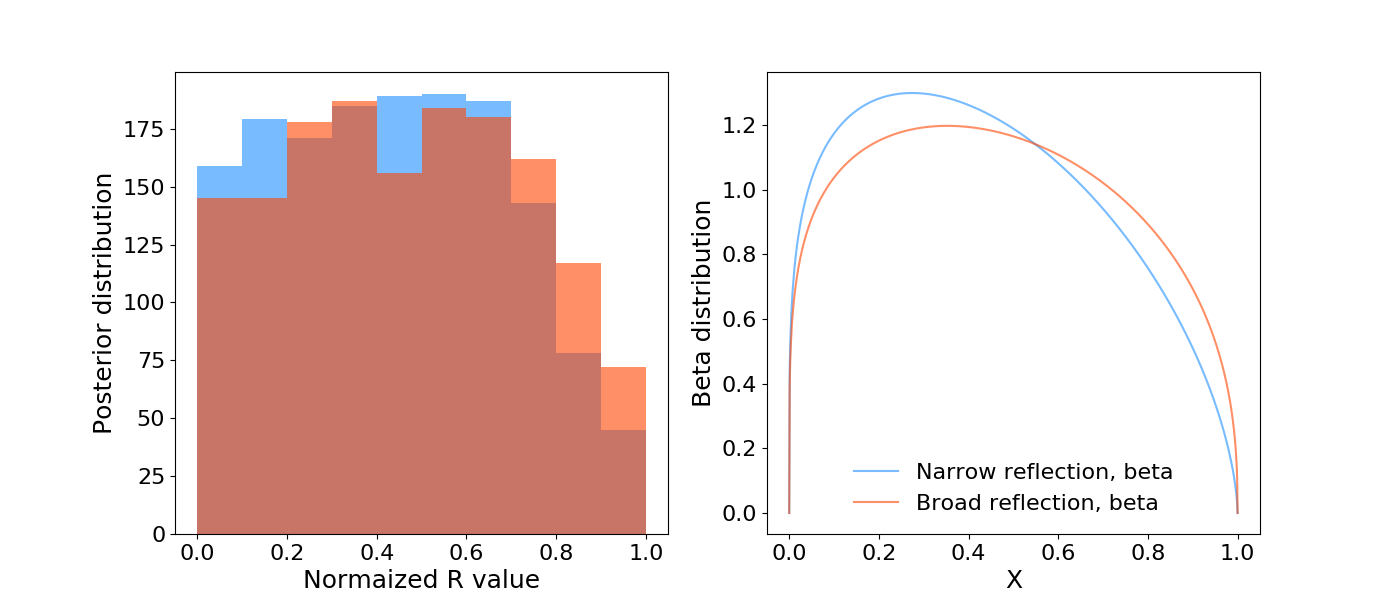 Posterior distribution
175
150
125
100
75
50
25
0
0.0 0.2 0.4 0.6 0.8 1.0
Normaized R value
Beta distribution
1.2
1.0
0.8
0.6
0.4
0.2
0.0
Narrow reflection, beta
Broad reflection, beta
0.0 0.2 0.4 0.6 0.8 1.0
X